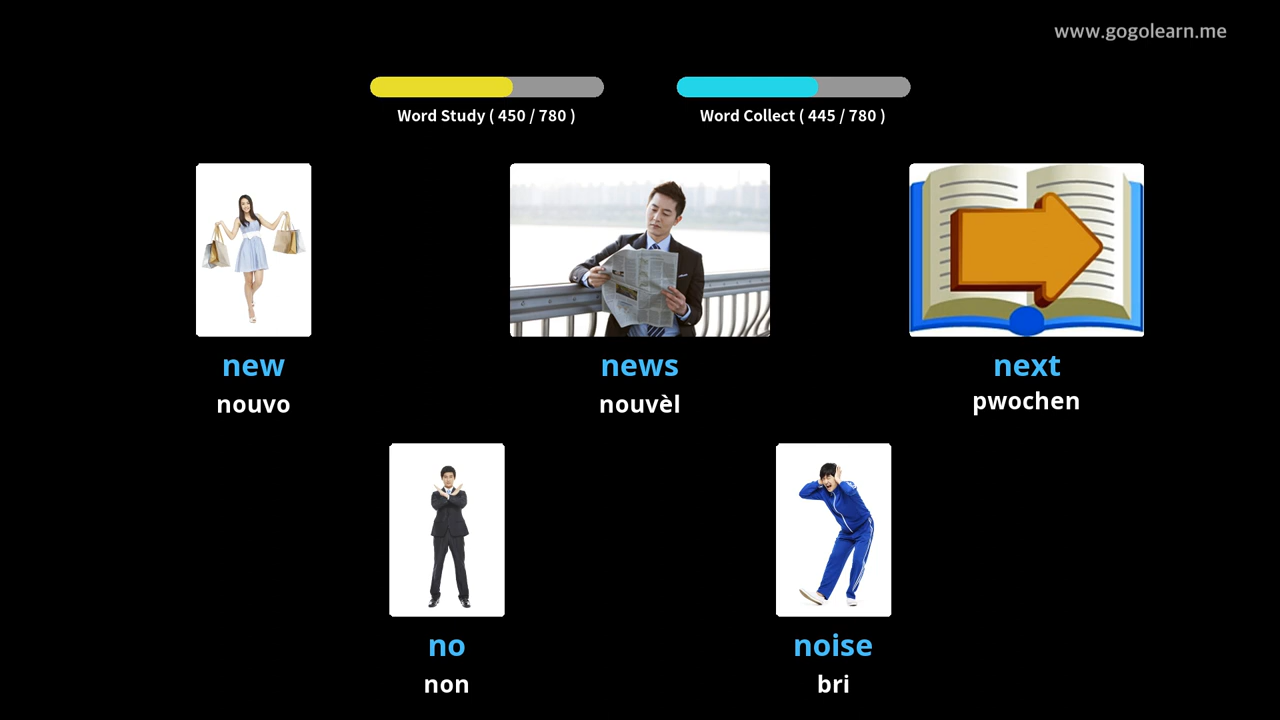 www.gogolearn.me
Word Study ( 450 / 780 )
Word Collect ( 445 / 780 )
new
nouvo
news
nouvèl
next
pwochen
no
non
noise
bri